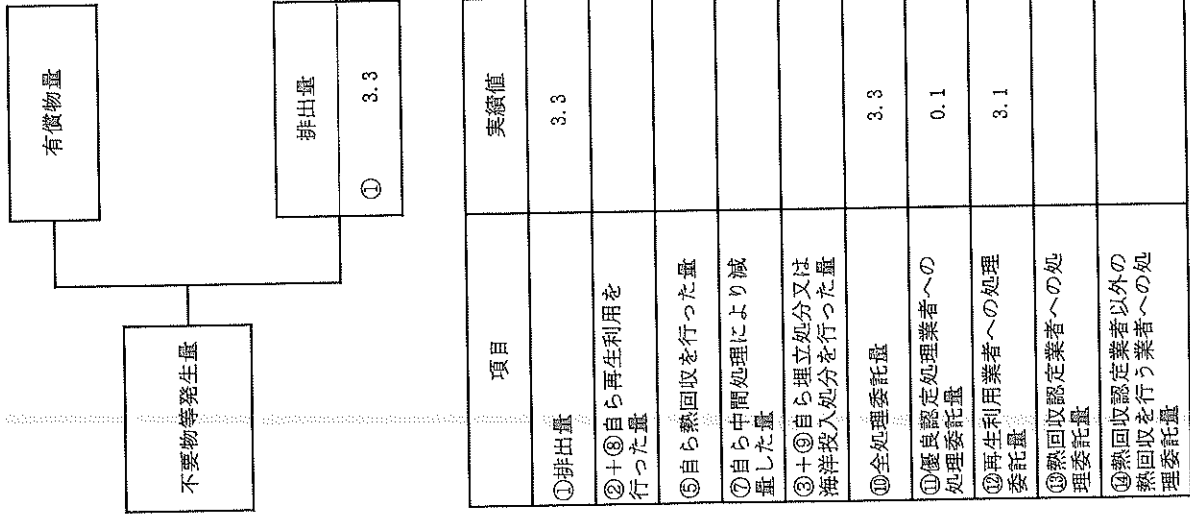 有償物量
不要物等発生量
排出量
① 3.3
項目 実績値
①排出量 3.3
②+⑧自ら再生利用を
行った量
⑤自ら熱回収を行った量
⑦自ら中間処理により減
量した量
③+⑨自ら埋立処分又は
海洋投入処分を行った量
⑩全処理委託量 3.3
⑪優良認定処理業者への
処理委託量 0.1
⑫再生利用業者への処理
委託量 3.1
⑬熱回収認定業者への処
理委託量
⑭熱回収認定業者以外の
熱回収を行う業者への処
理委託量